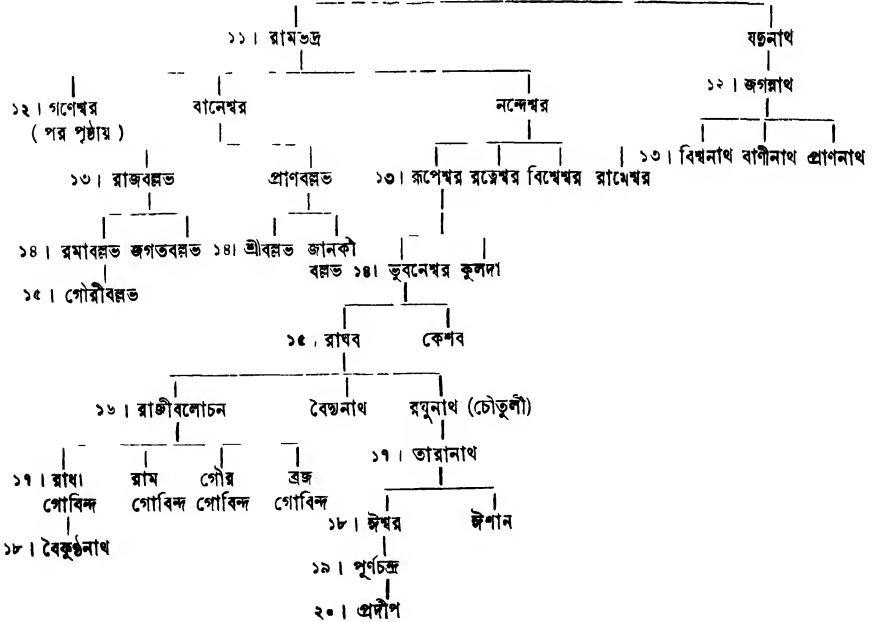 ১১। রামভদ্র যদুনাথ
১২। জগন্নাথ
১২। গণেশ্বর বানেশ্বর নন্দেশ্বর
( পর পৃষ্ঠায় )
১৩। বিশ্বনাথ বাণীনাথ প্রাণনাথ
১৩। রাজবল্লভ প্রাণবল্লভ ১৩। রূপেশ্বর রত্নেশ্বর বিশ্বেশ্বর রামেশ্বর
১৪। রমাবল্লভ জগতবল্লভ ১৪। শ্রীবল্লভ জানকী
বল্লভ ১৪। ভুবনেশ্বর কুলদা
১৫। গৌরীবল্লভ
১৫। রাঘব কেশব
১৬। রাজীবলোচন বৈদ্যনাথ রঘুনাথ (চৌতুলী)
১৭। রাধা রাম গৌর ব্রজ ১৭। তারানাথ
গোবিন্দ গোবিন্দ গোবিন্দ গোবিন্দ
১৮। ঈশ্বর ঈশান
১৮। বৈকুণ্ঠনাথ
১৯। পূর্ণচন্দ্র
২০। প্রদীপ